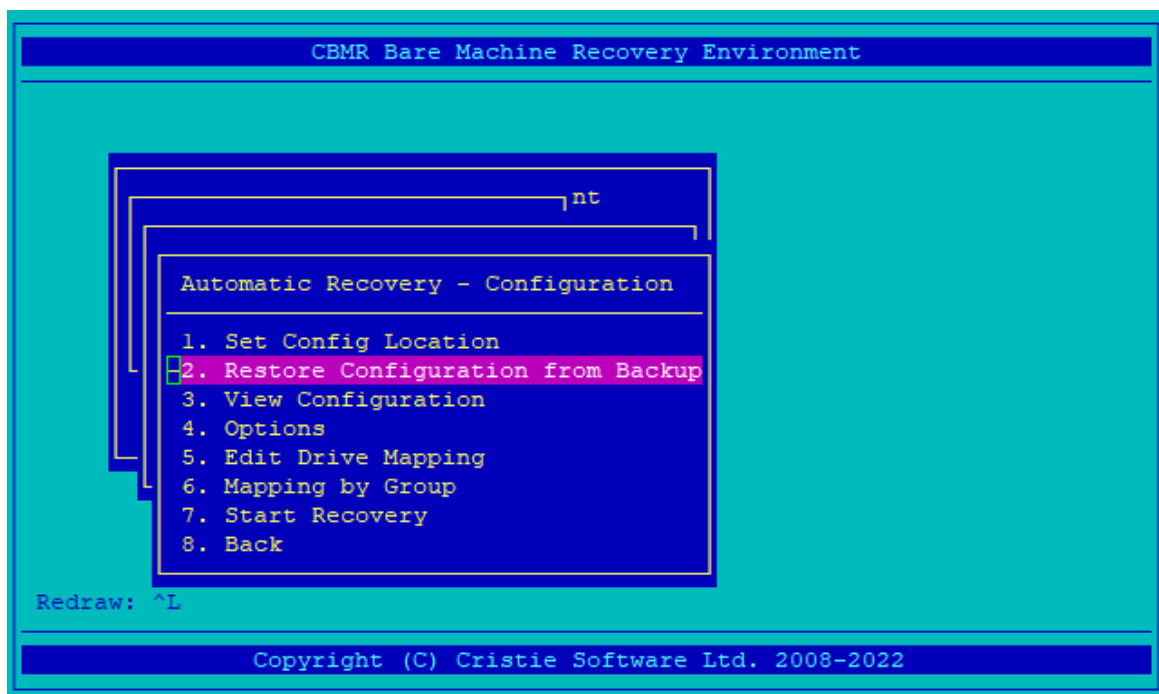 CBMR Bare Machine Recovery Environment
nt
Automatic Recovery - Configuration
1. Set Config Location
2. Restore Configuration from Backup
3. View Configuration
4. Options
5. Edit Drive Mapping
6. Mapping by Group
7. Start Recovery
8. Back
Redraw: ^L
Copyright (C) Cristie Software Ltd. 2008-2022